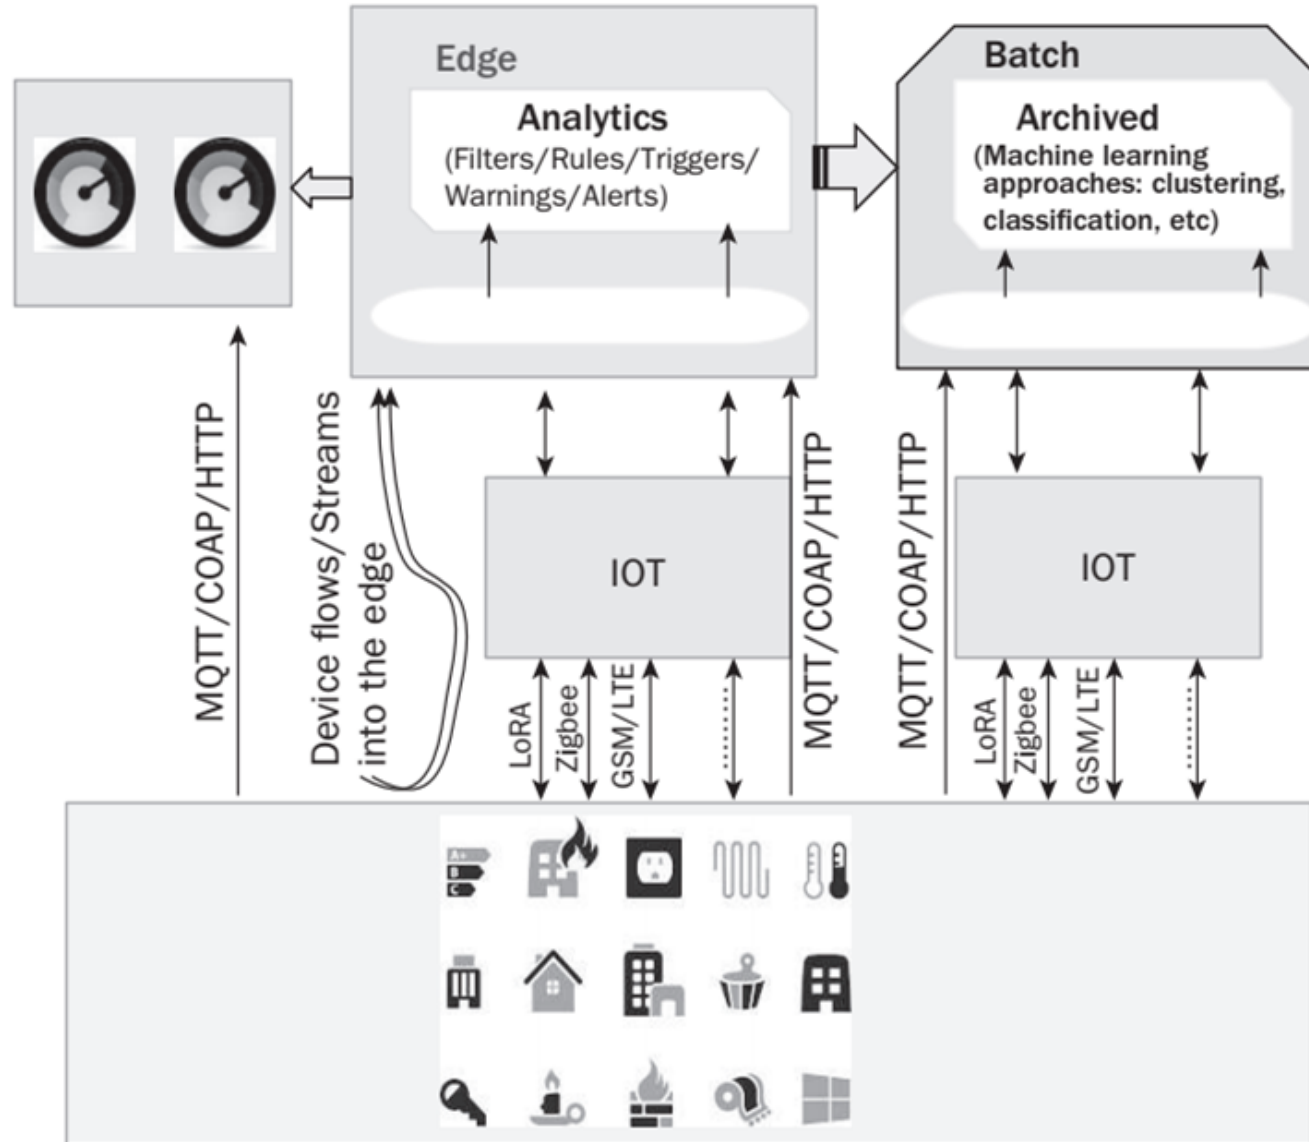 Edge
Analytics
(Filters/Rules/Triggers/
Warnings/Alerts)
Batch
Archived
(Machine learning
approaches: clustering,
classification, etc)
MQTT/COAP/HTTP
Device flows/Streams
into the edge
IOT
LoRA
Zigbee
GSM/LTE
MQTT/COAP/HTTP
MQTT/COAP/HTTP
IOT
LoRA
Zigbee
GSM/LTE
A+
B
C